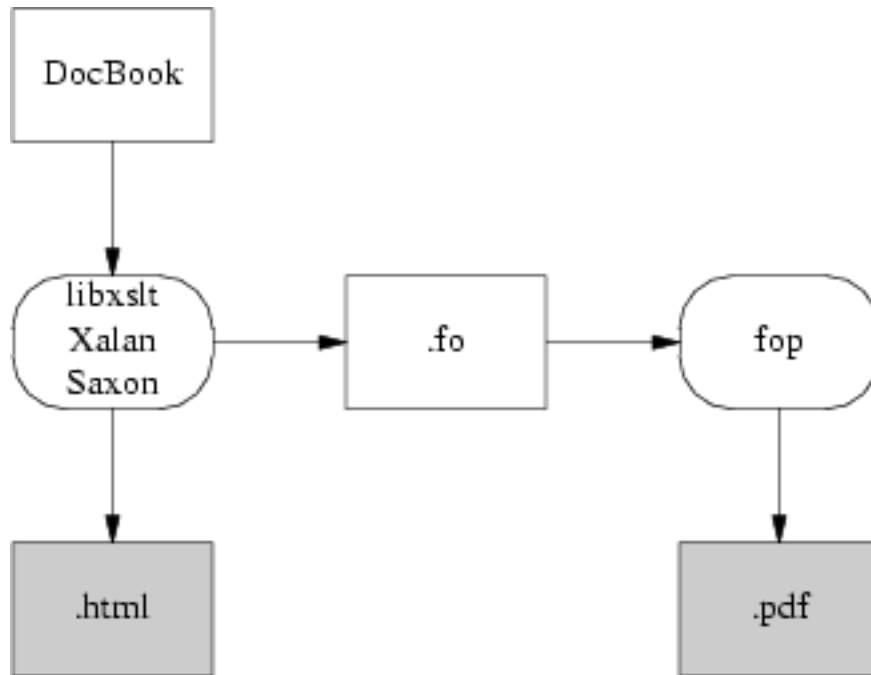 DocBook
libxslt
Xalan
Saxon
.fo
fop
.html
.pdf